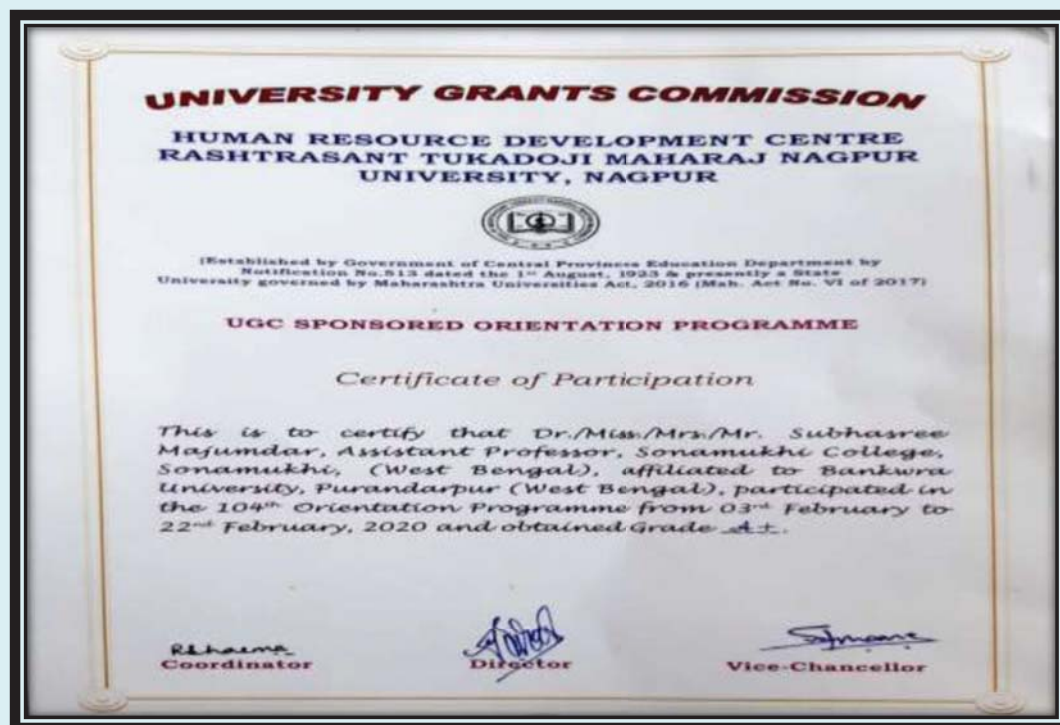 UNIVERSITY GRANTS COMMISSION
HUMAN RESOURCE DEVELOPMENT CENTRE
RASHTRASANT TUKADOJI MAHARAJ NAGPUR
UNIVERSITY, NAGPUR
(Established by Government of Central Provinces Education Department by
Notification No.513 dated the 1st August, 1923 & presently a State
University governed by Maharashtra Universities Act, 2016 (Mah. Act No. VI of 2017)
UGC SPONSORED ORIENTATION PROGRAMME
Certificate of Participation
This is to certify that Dr./Miss./Mrs./Mr. Subhasree
Majumdar, Assistant Professor, Sonamukhi College,
Sonamukhi, (West Bengal), affiliated to Bankwra
University, Purandarpur (West Bengal), participated in
the 104th Orientation Programme from 03rd February to
22nd February, 2020 and obtained Grade A+.
Coordinator
Director
Vice-Chancellor